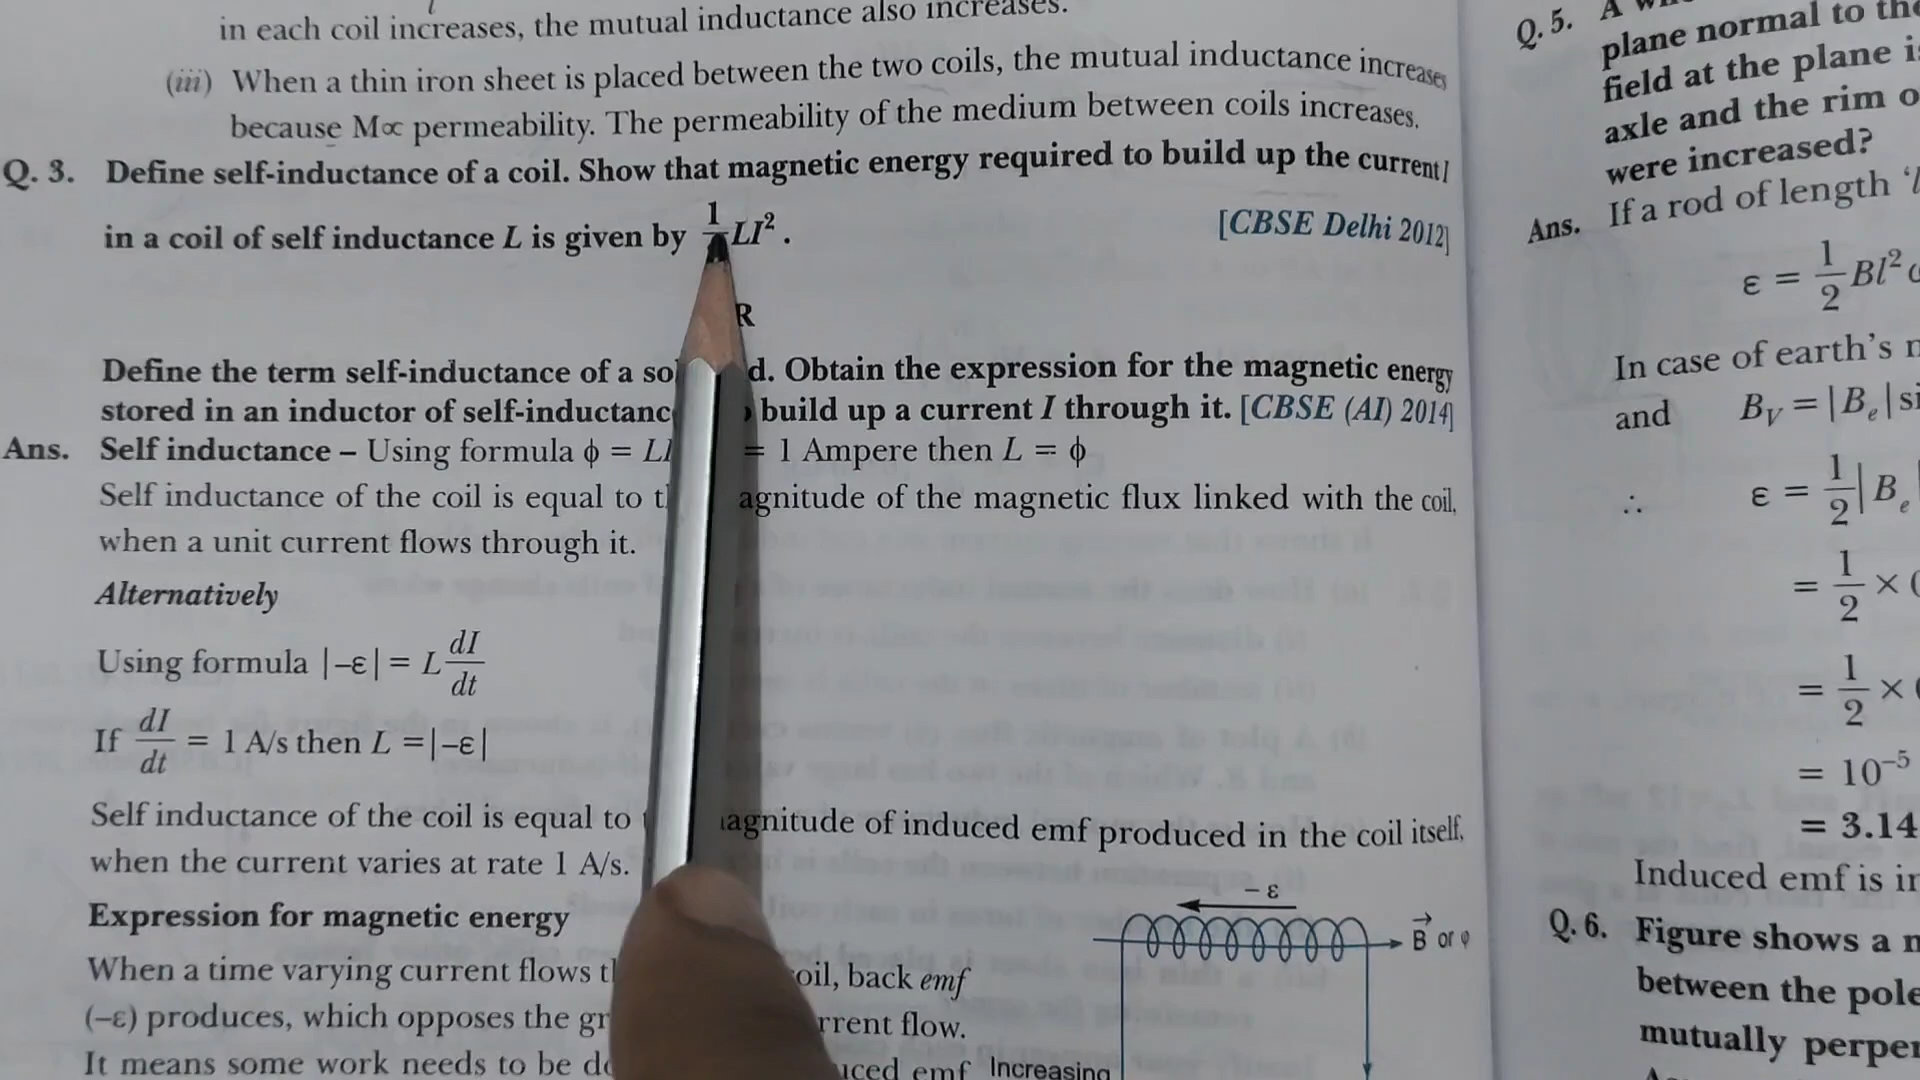 in each coil increases, the mutual inductance also increases.
(iii) When a thin iron sheet is placed between the two coils, the mutual inductance increases
because M∝ permeability. The permeability of the medium between coils increases.
Q. 3. Define self-inductance of a coil. Show that magnetic energy required to build up the current I
in a coil of self inductance L is given by 1 LI².
[CBSE Delhi 2012]
R
Define the term self-inductance of a d. Obtain the expression for the magnetic energy
stored in an inductor of build up a current I through it. [CBSE (AI) 2014]
Ans. Self inductance – Using formula ϕ = LI = 1 Ampere then L = ϕ
Self inductance of the coil is equal to agnitude of the magnetic flux linked with the coil,
when a unit current flows through it.
Alternatively
Using formula |–ε| = L dI/dt
If dI/dt = 1 A/s then L =|–ε|
Self inductance of the coil is equal to agnitude of induced emf produced in the coil itself,
when the current varies at rate 1 A/s.
Expression for magnetic energy
When a time varying current flows oil, back emf
(–ε) produces, which opposes the rrent flow.
It means some work needs to be uced emf
– ε
B⃗ or φ
Increasing
Q. 5. A
plane normal to the
field at the plane
axle and the rim
were increased?
Ans. If a rod of length
ε = 1/2 Bl²
In case of earth's
and B_V = |B_e|
∴ ε = 1/2 |B_e
= 1/2 ×
= 1/2 ×
= 10⁻⁵
= 3.14
Induced emf is
Q. 6. Figure shows a
between the
mutually